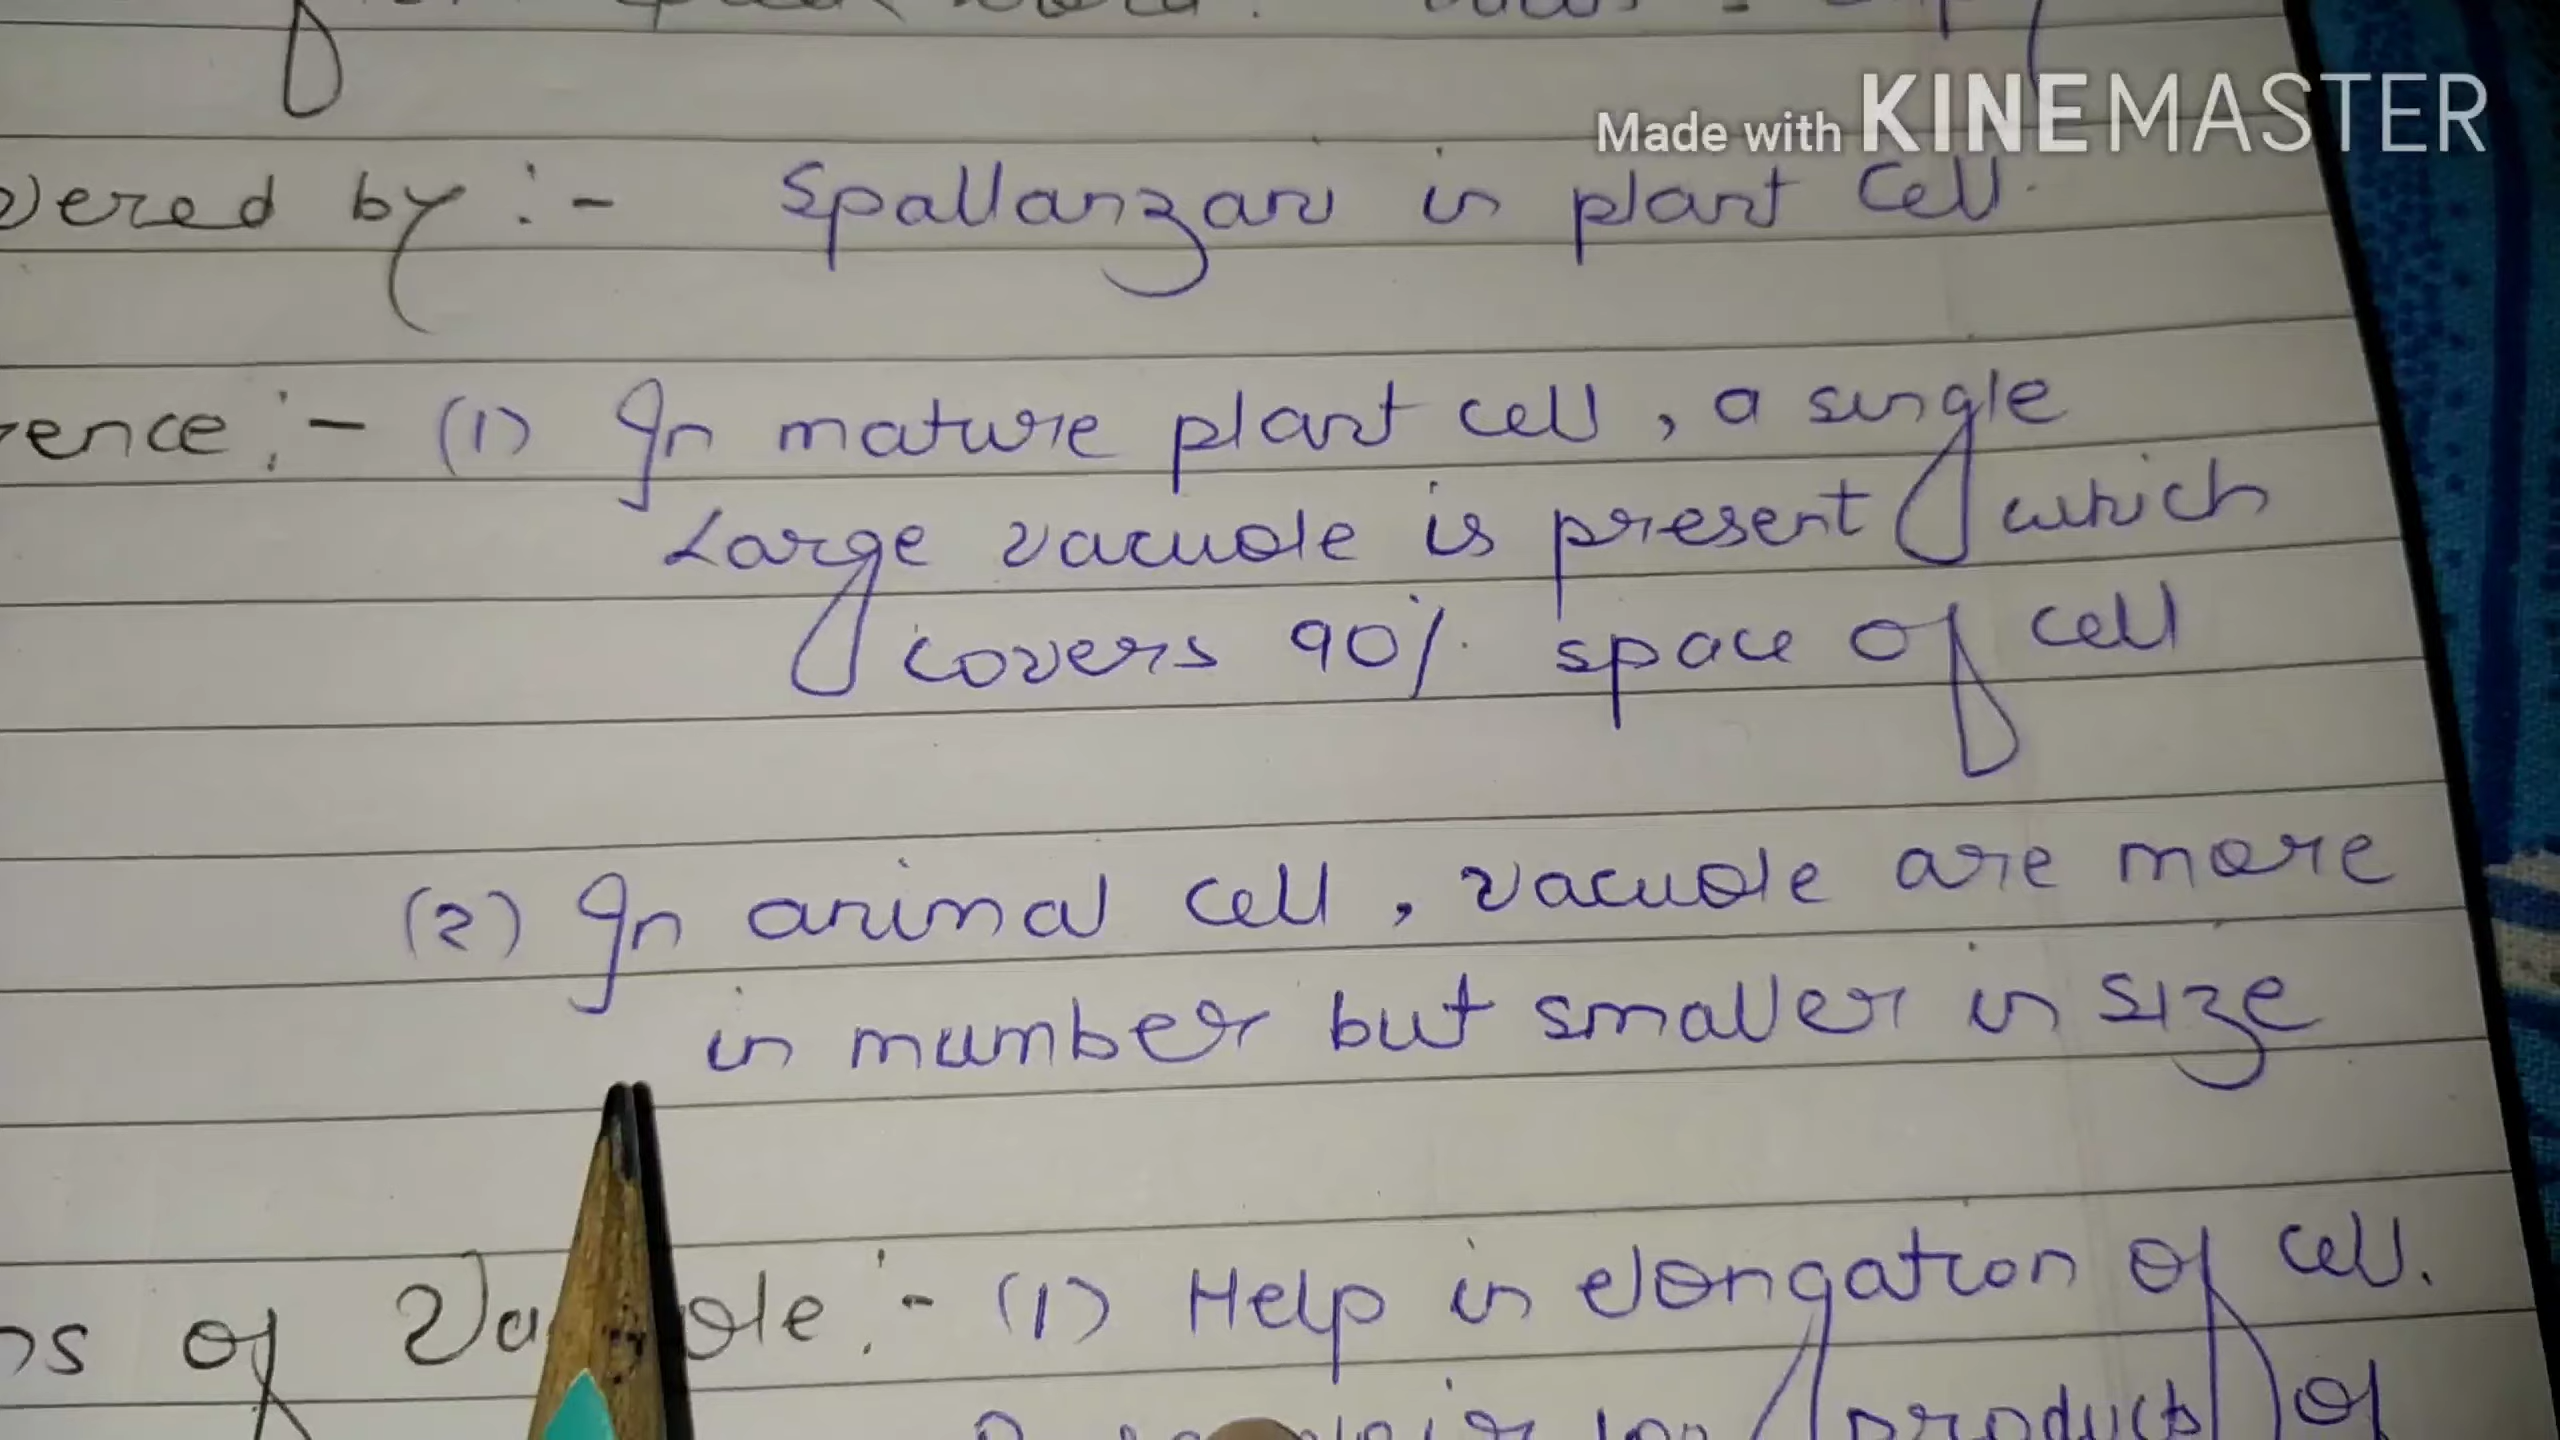 Made with KINEMASTER
vered by :- Spallanzani in plant cell.
rence :- (1) In mature plant cell, a single
Large vacuole is present which
covers 90% space of cell
(2) In animal cell, vacuole are more
in number but smaller in size
of Va ole :- (1) Help in elongation of cell.
products of